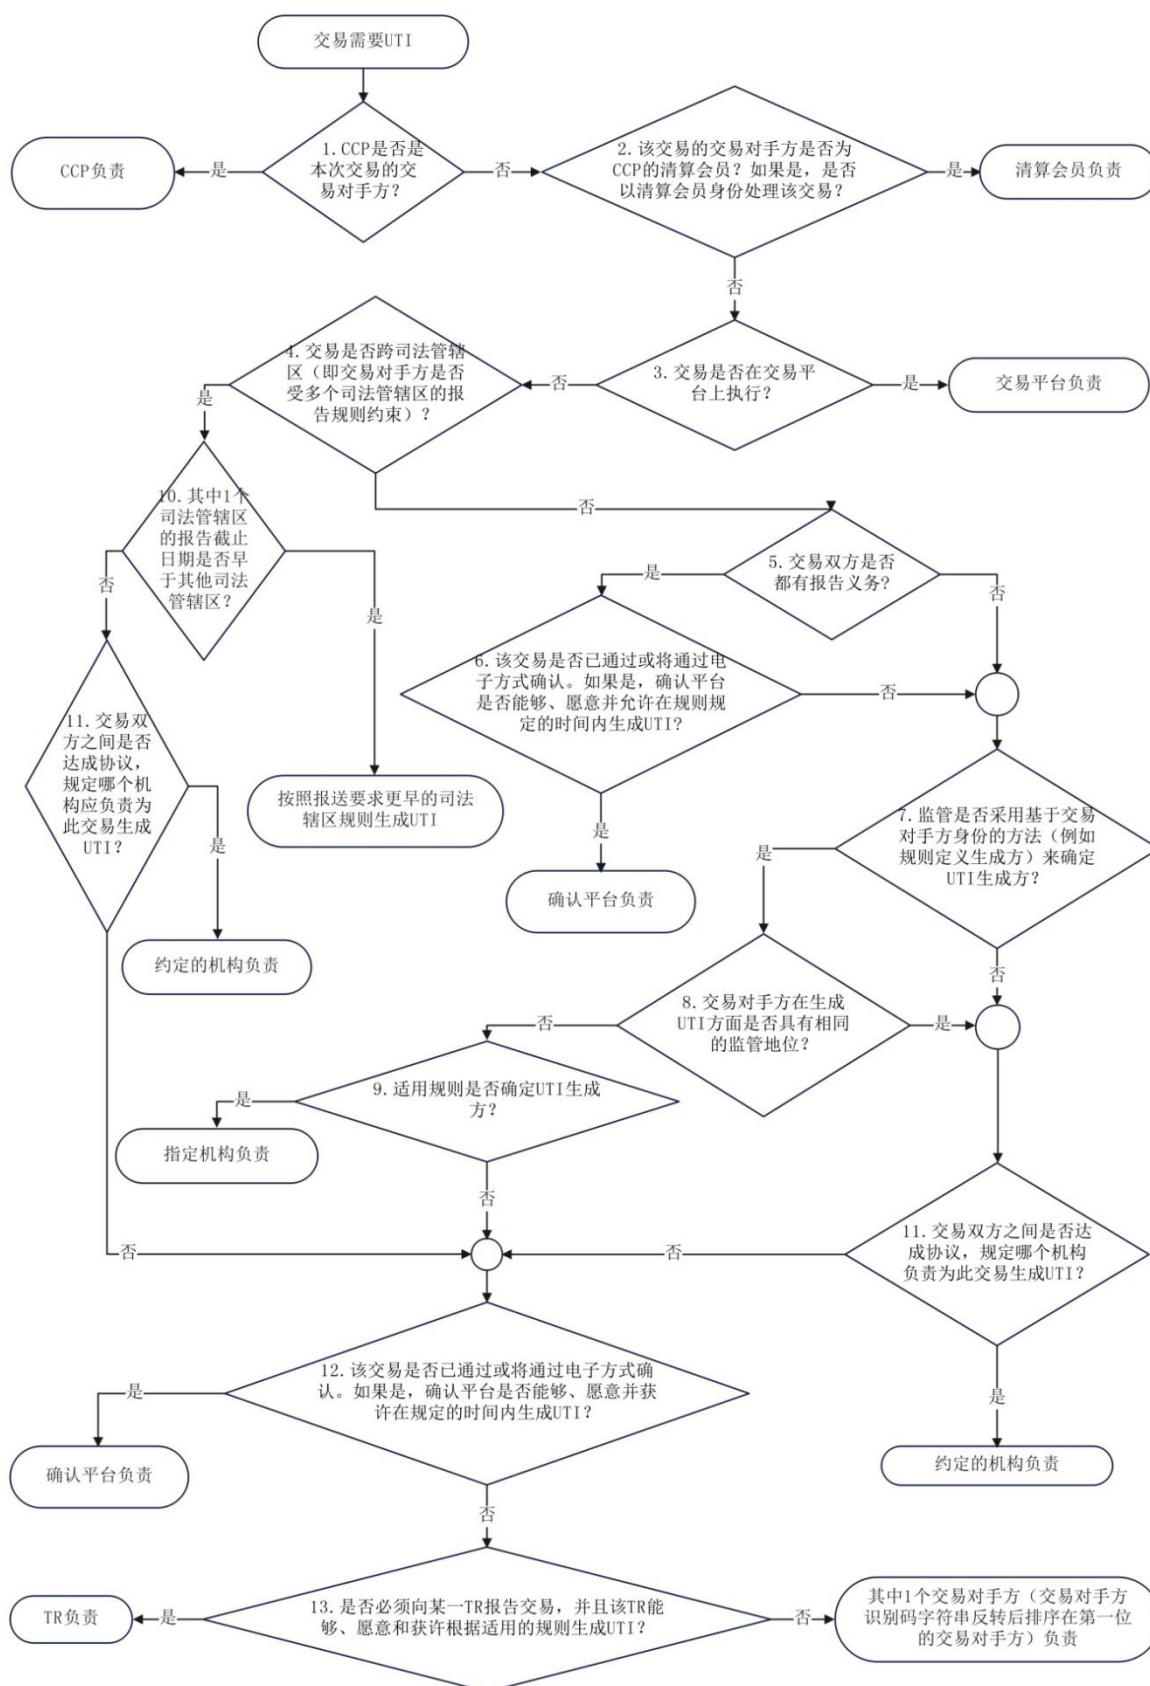 交易需要UTI
1.CCP是否是
本次交易的交
易对手方？
是
CCP负责
否
2.该交易的交易对手方是否为
CCP的清算会员？如果是，是否
以清算会员身份处理该交易？
是
清算会员负责
否
3.交易是否在交易平
台上执行？
是
交易平台负责
否
4.交易是否跨司法管辖
区（即交易对手方是否
受多个司法管辖区的报
告规则约束）？
是
否
10.其中1个
司法管辖区
的报告截止
日期是否早
于其他司法
管辖区？
否
是
按照报送要求更早的司法
辖区规则生成UTI
5.交易双方是否
都有报告义务?
是
否
6.该交易是否已通过或将通过电
子方式确认。如果是，确认平台
是否能够、愿意并允许在规则规
定的时间内生成UTI？
否
是
确认平台负责
11.交易双
方之间是否
达成协议，
规定哪个机
构应负责为
此交易生成
UTI？
是
约定的机构负责
7.监管是否采用基于交易
对手方身份的方法（例如
规则定义生成方）来确定
UTI生成方？
是
否
8.交易对手方在生成
UTI方面是否具有相同
的监管地位？
否
是
9.适用规则是否确定UTI生成
方？
是
指定机构负责
否
否
11.交易双方之间是否达
成协议，规定哪个机构
负责为此交易生成UTI？
否
是
约定的机构负责
12.该交易是否已通过或将通过电子方式确
认。如果是，确认平台是否能够、愿意并获
许在规定的时间内生成UTI？
是
确认平台负责
否
13.是否必须向某一TR报告交易，并且该TR能
够、愿意和获许根据适用的规则生成UTI？
是
TR负责
否
其中1个交易对手方（交易对手方
识别码字符串反转后排序在第一位
的交易对手方）负责